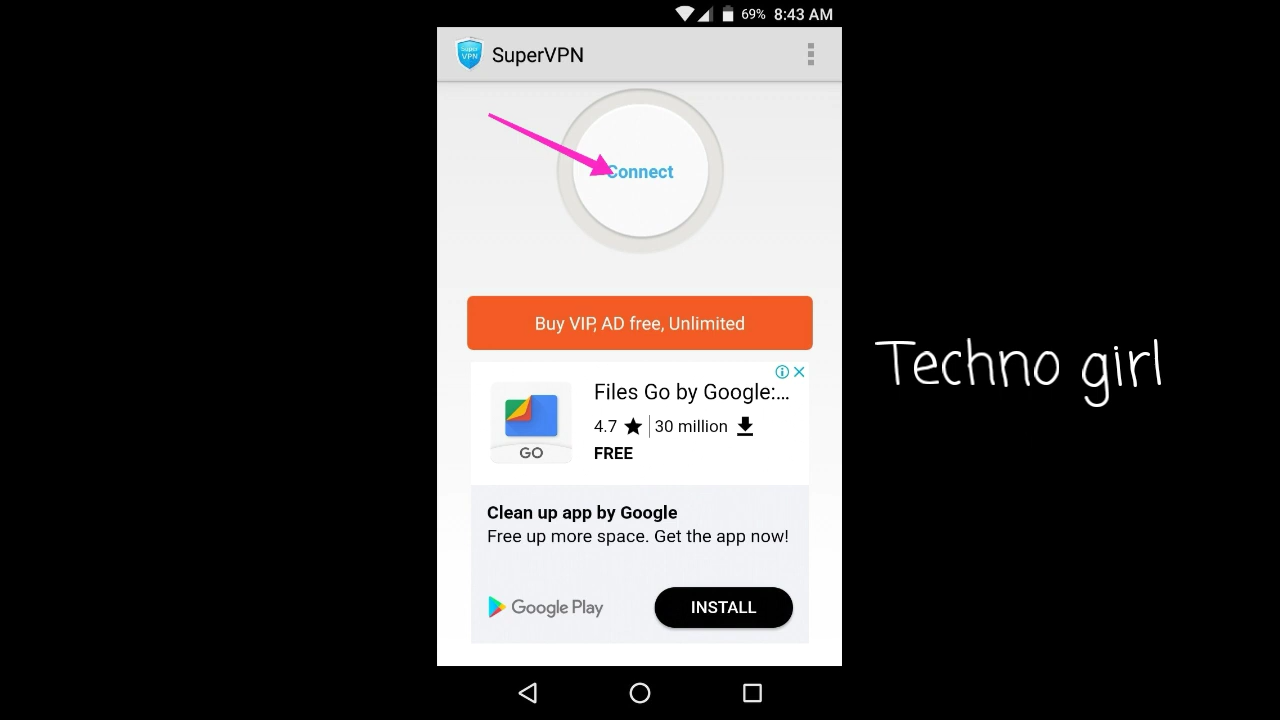 69% 8:43 AM
Super VPN
SuperVPN
Connect
Buy VIP, AD free, Unlimited
Files Go by Google:...
4.7 30 million
FREE
GO
Clean up app by Google
Free up more space. Get the app now!
Google Play
INSTALL
Techno girl